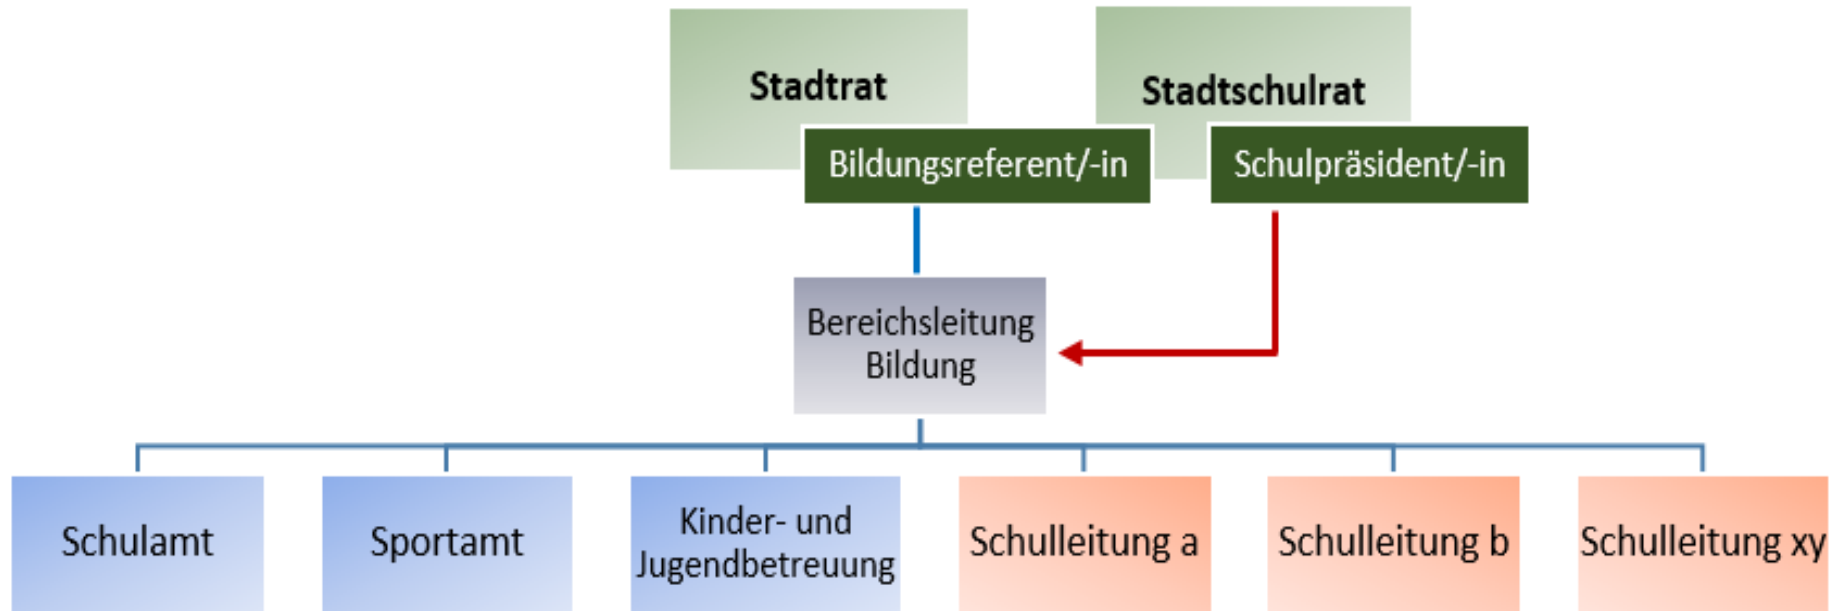 Stadtrat
Stadtschulrat
Bildungsreferent/-in
Schulpräsident/-in
Bereichsleitung
Bildung
Schulamt
Sportamt
Kinder- und
Jugendbetreuung
Schulleitung a
Schulleitung b
Schulleitung xy